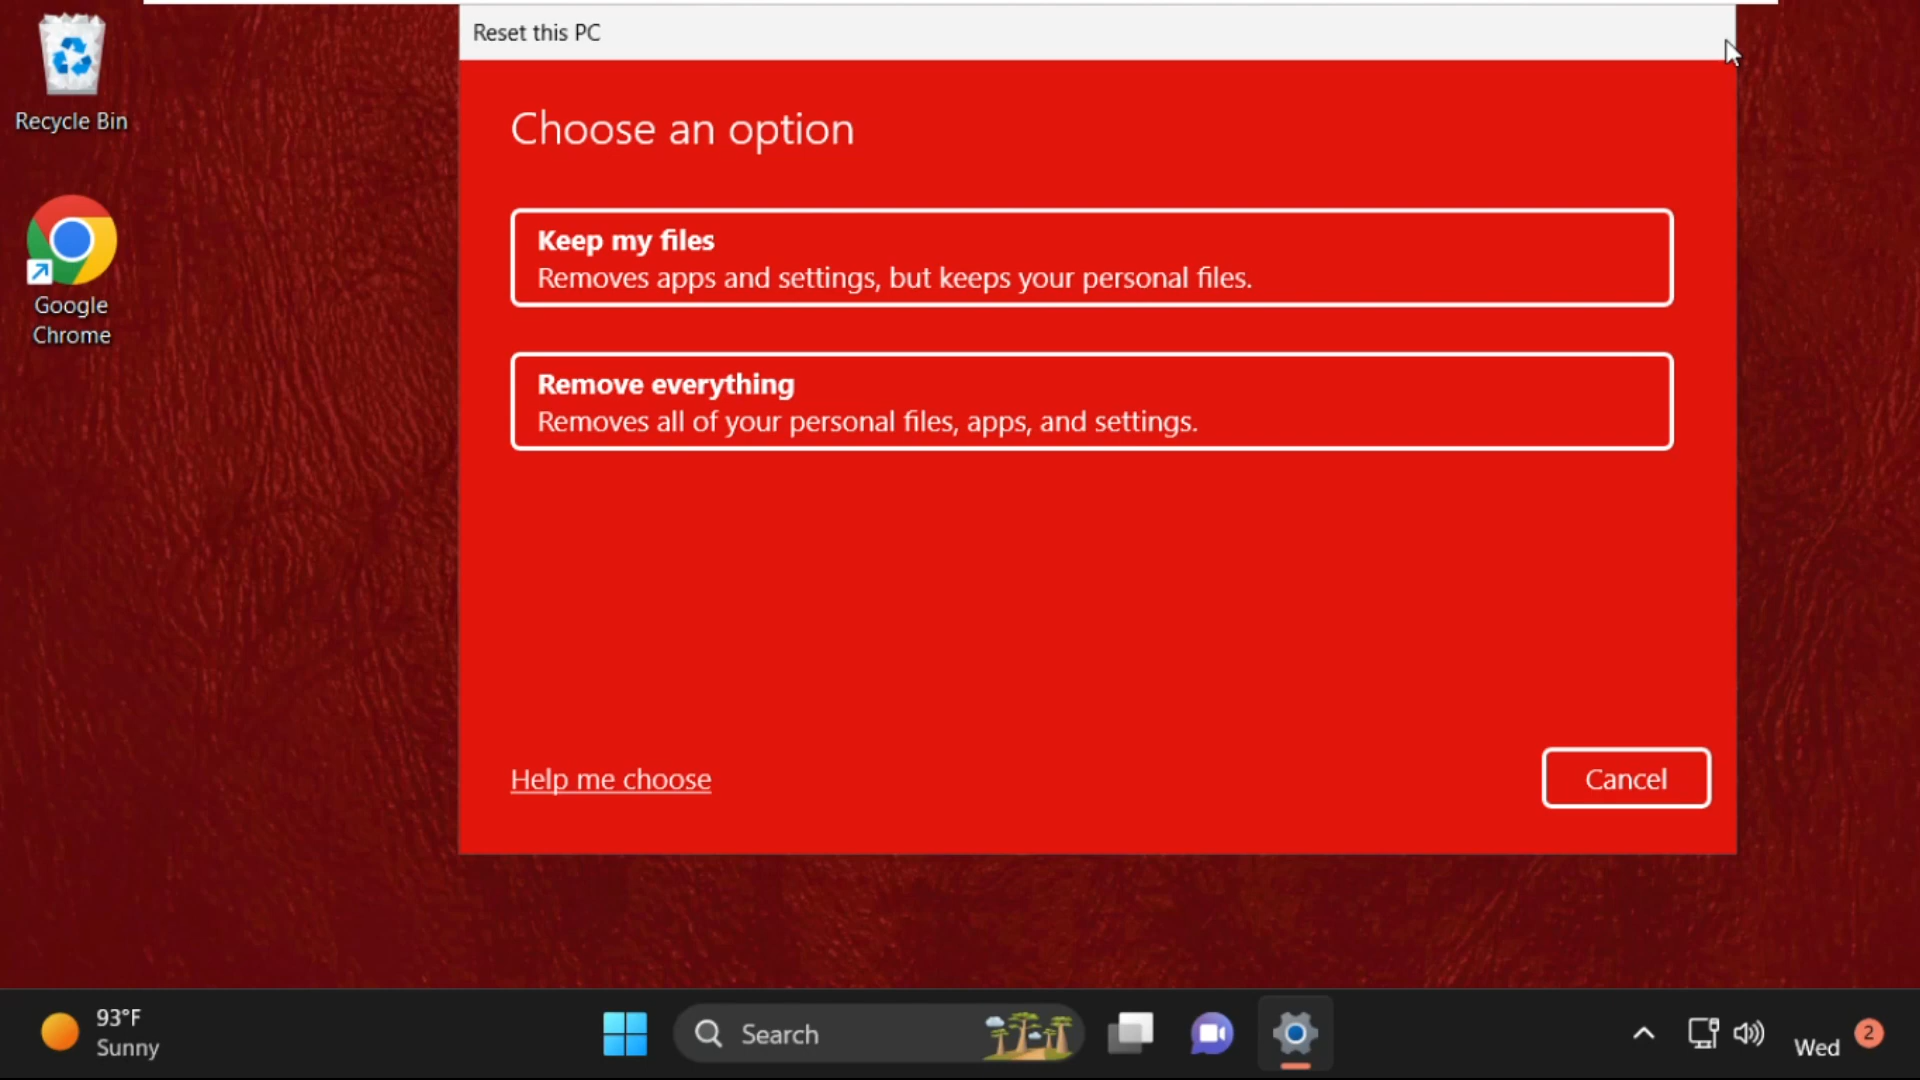 Reset this PC
Recycle Bin
Google
Chrome
Choose an option
Keep my files
Removes apps and settings, but keeps your personal files.
Remove everything
Removes all of your personal files, apps, and settings.
Help me choose
Cancel
93°F
Sunny
Search
Wed
2